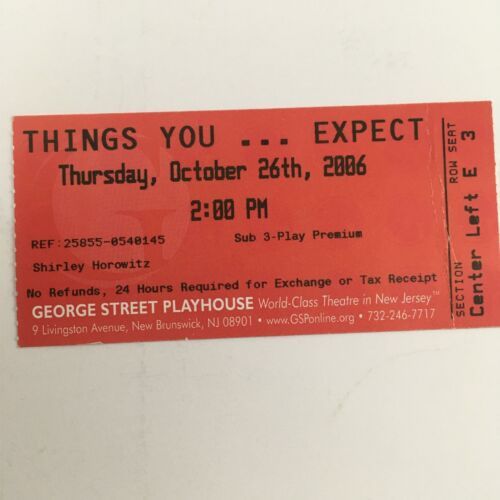 THINGS YOU ... EXPECT
Thursday, October 26th, 2006
2:00 PM
REF:25855-0540145 Sub 3-Play Premium
Shirley Horowitz
No Refunds, 24 Hours Required for Exchange or Tax Receipt
GEORGE STREET PLAYHOUSE World-Class Theatre in New Jersey™
9 Livingston Avenue, New Brunswick, NJ 08901 • www.GSPonline.org • 732-246-7717
SECTION ROW SEAT
Center Left E 3